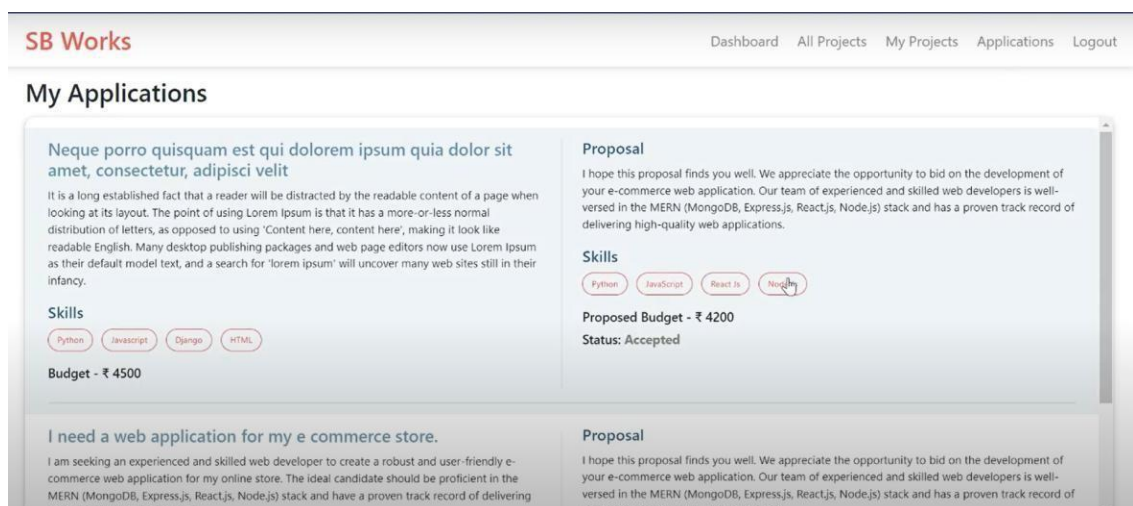 SB Works
Dashboard All Projects My Projects Applications Logout
My Applications
Neque porro quisquam est qui dolorem ipsum quia dolor sit
amet, consectetur, adipisci velit
It is a long established fact that a reader will be distracted by the readable content of a page when
looking at its layout. The point of using Lorem Ipsum is that it has a more-or-less normal
distribution of letters, as opposed to using 'Content here, content here', making it look like
readable English. Many desktop publishing packages and web page editors now use Lorem Ipsum
as their default model text, and a search for 'lorem ipsum' will uncover many web sites still in their
infancy.
Skills
Python Javascript Django HTML
Budget - ₹ 4500
Proposal
I hope this proposal finds you well. We appreciate the opportunity to bid on the development of
your e-commerce web application. Our team of experienced and skilled web developers is well-
versed in the MERN (MongoDB, Express.js, React.js, Node.js) stack and has a proven track record of
delivering high-quality web applications.
Skills
Python JavaScript React Js
Proposed Budget - ₹ 4200
Status: Accepted
I need a web application for my e commerce store.
I am seeking an experienced and skilled web developer to create a robust and user-friendly e-
commerce web application for my online store. The ideal candidate should be proficient in the
MERN (MongoDB, Express.js, React.js, Node.js) stack and have a proven track record of delivering
Proposal
I hope this proposal finds you well. We appreciate the opportunity to bid on the development of
your e-commerce web application. Our team of experienced and skilled web developers is well-
versed in the MERN (MongoDB, Express.js, React.js, Node.js) stack and has a proven track record of